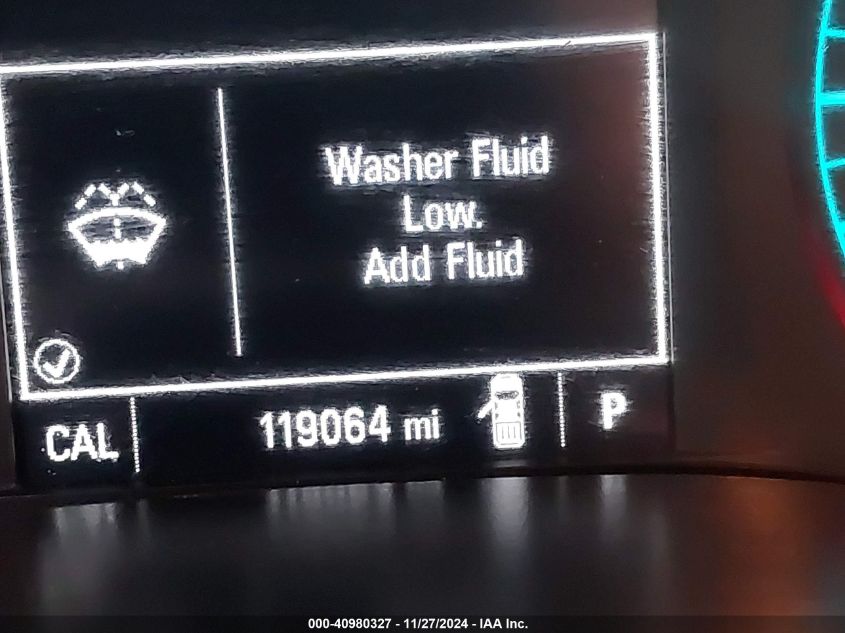 Washer Fluid
Low.
Add Fluid
CAL
119064 mi
P
000-40980327 - 11/27/2024 - IAA Inc.